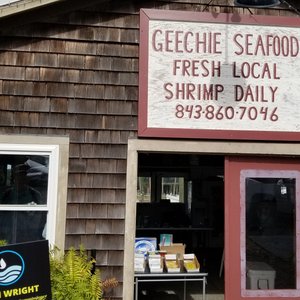 GEECHIE SEAFOOD
FRESH LOCAL
SHRIMP DAILY
843·860·7046
WRIGHT